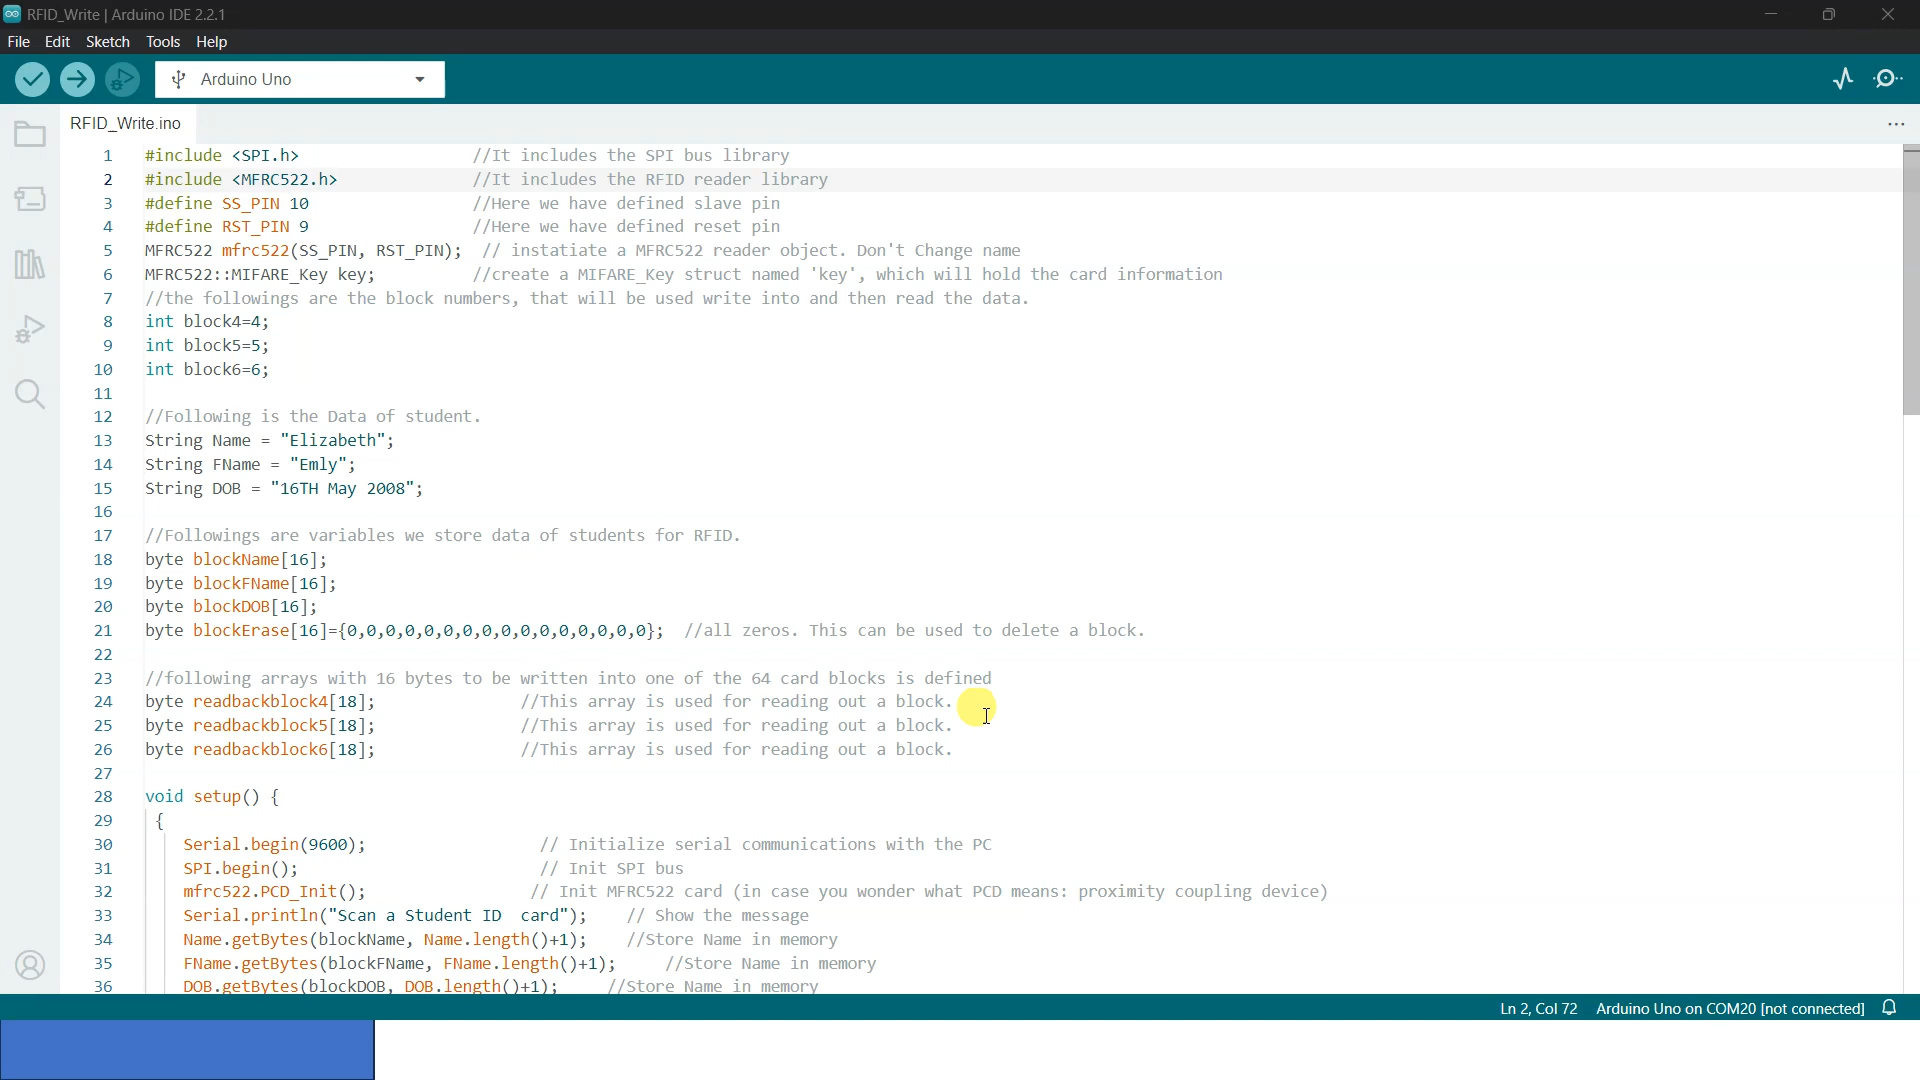 RFID_Write | Arduino IDE 2.2.1
File Edit Sketch Tools Help
Arduino Uno
RFID_Write.ino
1 #include <SPI.h> //It includes the SPI bus library
2 #include <MFRC522.h> //It includes the RFID reader library
3 #define SS_PIN 10 //Here we have defined slave pin
4 #define RST_PIN 9 //Here we have defined reset pin
5 MFRC522 mfrc522(SS_PIN, RST_PIN); // instatiate a MFRC522 reader object. Don't Change name
6 MFRC522::MIFARE_Key key; //create a MIFARE_Key struct named 'key', which will hold the card information
7 //the followings are the block numbers, that will be used write into and then read the data.
8 int block4=4;
9 int block5=5;
10 int block6=6;
11
12 //Following is the Data of student.
13 String Name = "Elizabeth";
14 String FName = "Emly";
15 String DOB = "16TH May 2008";
16
17 //Followings are variables we store data of students for RFID.
18 byte blockName[16];
19 byte blockFName[16];
20 byte blockDOB[16];
21 byte blockErase[16]={0,0,0,0,0,0,0,0,0,0,0,0,0,0,0,0}; //all zeros. This can be used to delete a block.
22
23 //following arrays with 16 bytes to be written into one of the 64 card blocks is defined
24 byte readbackblock4[18]; //This array is used for reading out a block.
25 byte readbackblock5[18]; //This array is used for reading out a block.
26 byte readbackblock6[18]; //This array is used for reading out a block.
27
28 void setup() {
29 {
30 Serial.begin(9600); // Initialize serial communications with the PC
31 SPI.begin(); // Init SPI bus
32 mfrc522.PCD_Init(); // Init MFRC522 card (in case you wonder what PCD means: proximity coupling device)
33 Serial.println("Scan a Student ID  card"); // Show the message
34 Name.getBytes(blockName, Name.length()+1); //Store Name in memory
35 FName.getBytes(blockFName, FName.length()+1); //Store Name in memory
36 DOB.getBytes(blockDOB, DOB.length()+1); //Store Name in memory
Ln 2, Col 72 Arduino Uno on COM20 [not connected]